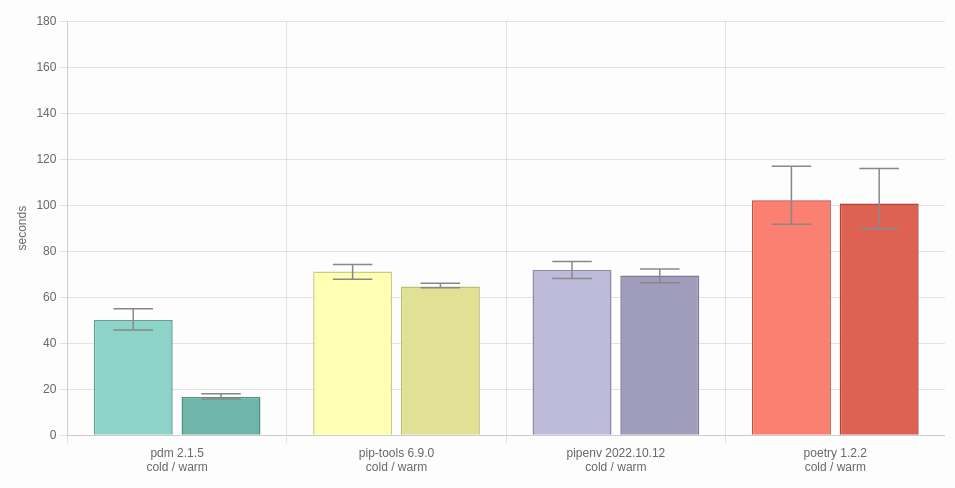 180
160
140
120
100
80
60
40
20
0
seconds
pdm 2.1.5
cold / warm
pip-tools 6.9.0
cold / warm
pipenv 2022.10.12
cold / warm
poetry 1.2.2
cold / warm